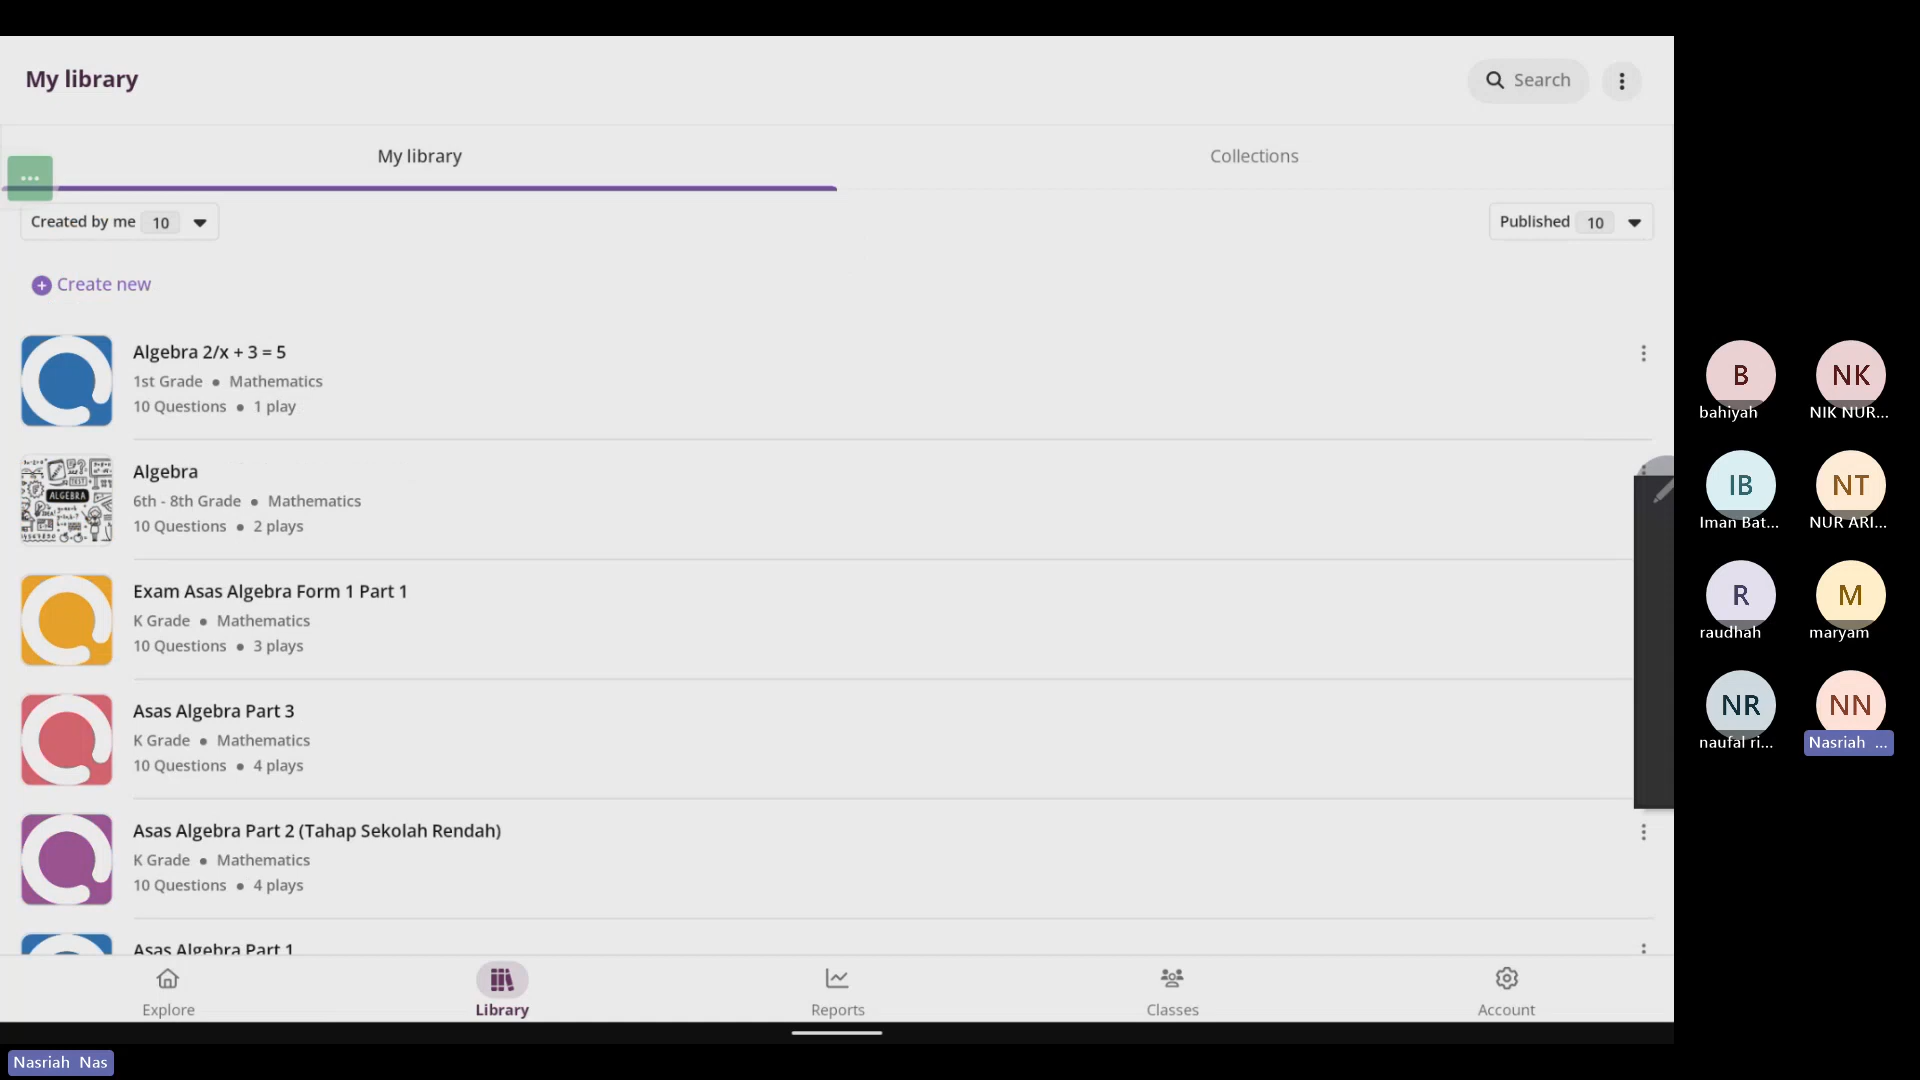 My library
Search
My library
Collections
...
Created by me 10
Published 10
Create new
Algebra 2/x + 3 = 5
1st Grade ● Mathematics
10 Questions ● 1 play
Algebra
6th - 8th Grade ● Mathematics
10 Questions ● 2 plays
ALGEBRA
Exam Asas Algebra Form 1 Part 1
K Grade ● Mathematics
10 Questions ● 3 plays
Asas Algebra Part 3
K Grade ● Mathematics
10 Questions ● 4 plays
Asas Algebra Part 2 (Tahap Sekolah Rendah)
K Grade ● Mathematics
10 Questions ● 4 plays
Asas Algebra Part 1
Explore
Library
Reports
Classes
Account
B
bahiyah
NK
NIK NUR...
IB
Iman Bat...
NT
NUR ARI...
R
raudhah
M
maryam
NR
naufal ri...
NN
Nasriah ...
Nasriah Nas